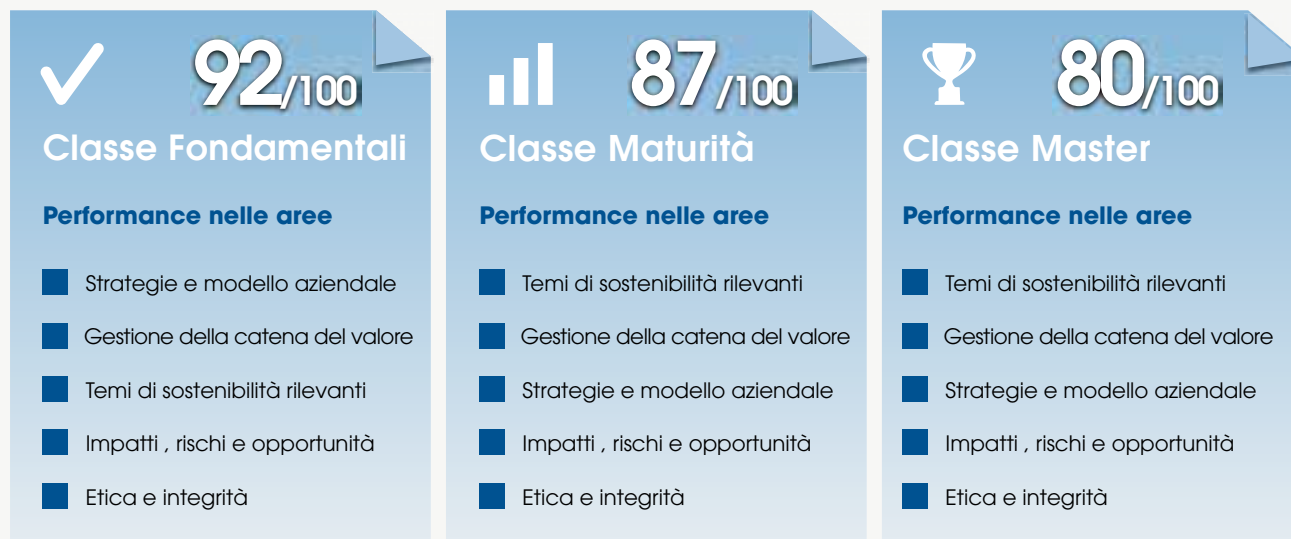 92/100
Classe Fondamentali
Performance nelle aree
Strategie e modello aziendale
Gestione della catena del valore
Temi di sostenibilità rilevanti
Impatti , rischi e opportunità
Etica e integrità
87/100
Classe Maturità
Performance nelle aree
Temi di sostenibilità rilevanti
Gestione della catena del valore
Strategie e modello aziendale
Impatti , rischi e opportunità
Etica e integrità
80/100
Classe Master
Performance nelle aree
Temi di sostenibilità rilevanti
Gestione della catena del valore
Strategie e modello aziendale
Impatti , rischi e opportunità
Etica e integrità